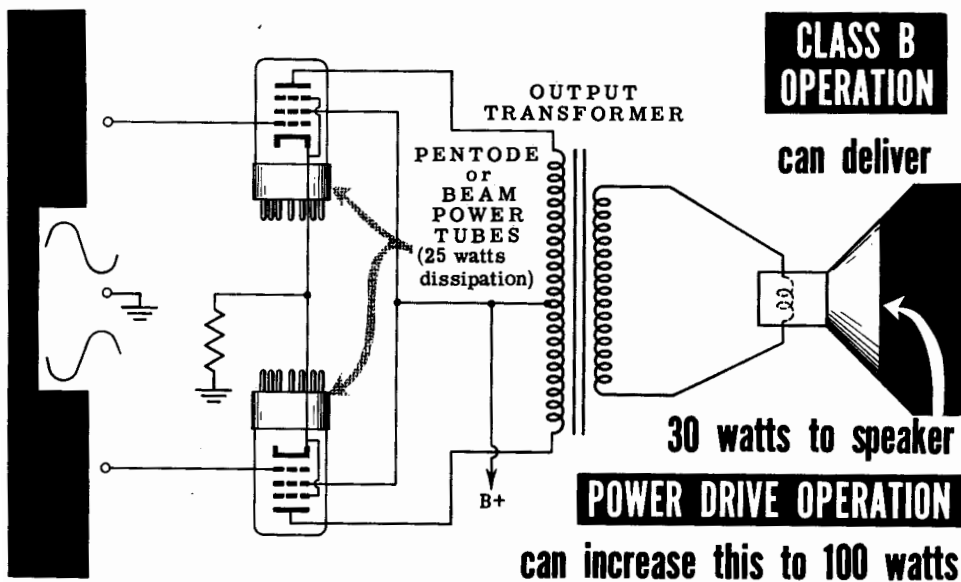 CLASS B
OPERATION
can deliver
OUTPUT
TRANSFORMER
PENTODE
or
BEAM
POWER
TUBES
(25 watts
dissipation)
B+
30 watts to speaker
POWER DRIVE OPERATION
can increase this to 100 watts